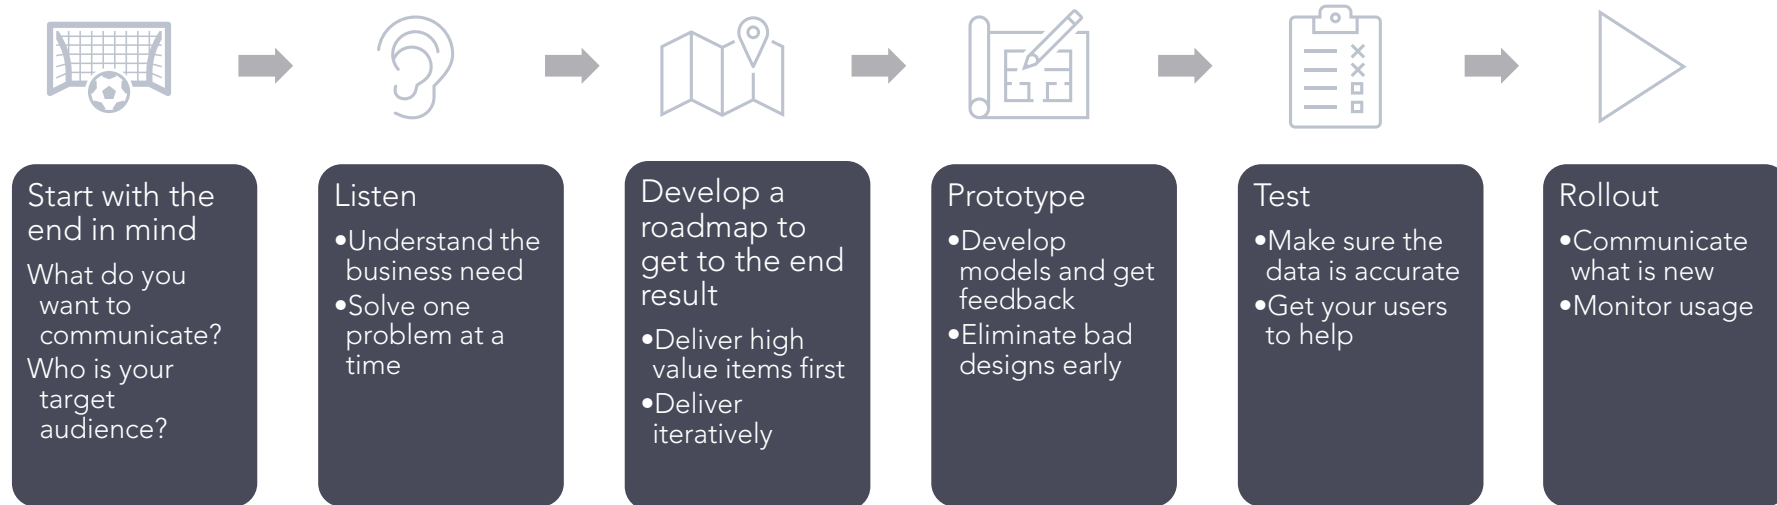 Start with the
end in mind
What do you
want to
communicate?
Who is your
target
audience?
Listen
•Understand the
business need
•Solve one
problem at a
time
Develop a
roadmap to
get to the end
result
•Deliver high
value items first
•Deliver
iteratively
Prototype
•Develop
models and get
feedback
•Eliminate bad
designs early
Test
•Make sure the
data is accurate
•Get your users
to help
Rollout
•Communicate
what is new
•Monitor usage